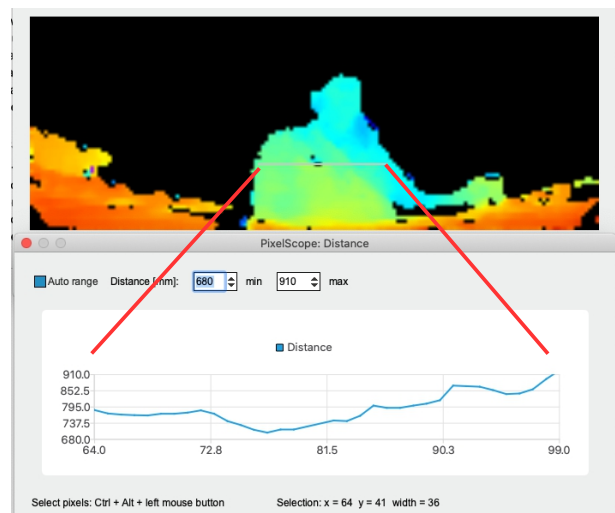 PixelScope: Distance
Auto range Distance [mm]: 680 min 910 max
Distance
910.0
852.5
795.0
737.5
680.0
64.0 72.8 81.5 90.3 99.0
Select pixels: Ctrl + Alt + left mouse button Selection: x = 64 y = 41 width = 36